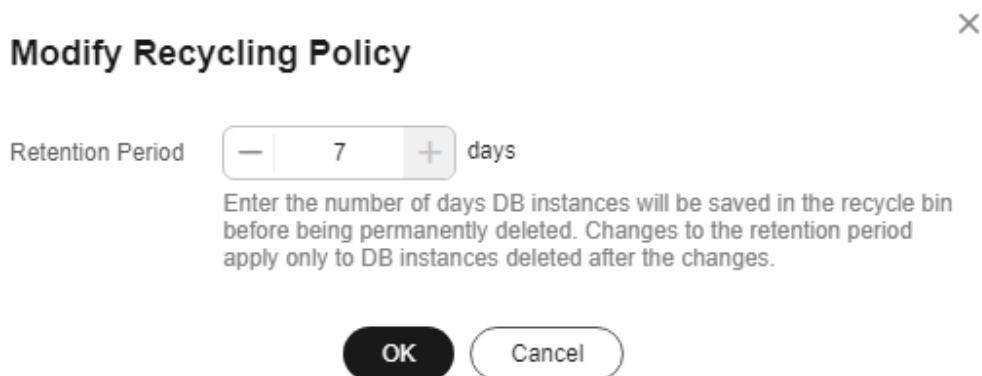 Modify Recycling Policy
Retention Period 7 days
Enter the number of days DB instances will be saved in the recycle bin
before being permanently deleted. Changes to the retention period
apply only to DB instances deleted after the changes.
OK Cancel